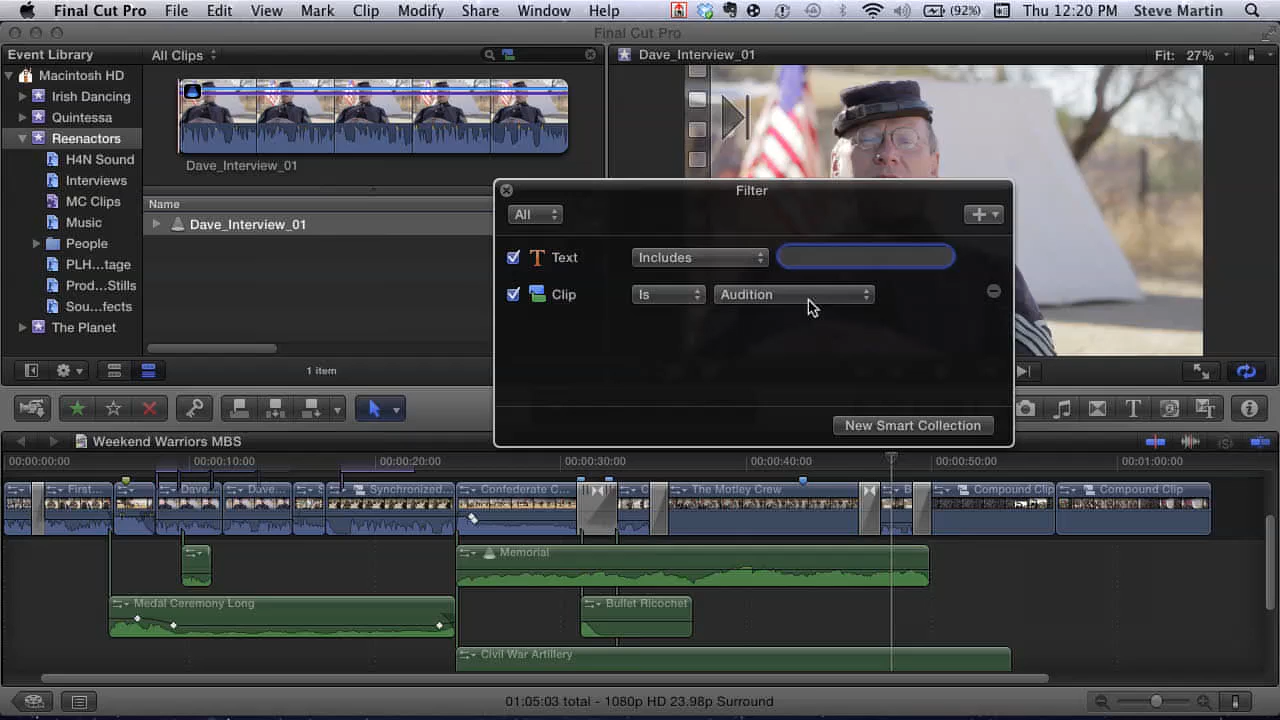 Final Cut Pro File Edit View Mark Clip Modify Share Window Help (92%) Thu 12:20 PM Steve Martin
Final Cut Pro
Event Library All Clips Dave_Interview_01 Fit: 27%
Macintosh HD
Irish Dancing
Quintessa
Reenactors
H4N Sound
Interviews
MC Clips
Music
People
PLH...tage
Prod...Stills
Sou...fects
The Planet
Dave_Interview_01
Name
Dave_Interview_01
1 item
Filter
All
T Text Includes
Clip Is Audition
New Smart Collection
Weekend Warriors MBS
00:00:00:00 00:00:10:00 00:00:20:00 00:00:30:00 00:00:40:00 00:00:50:00 00:01:00:00
First... Dave Dave... S Synchronized... Confederate C... C The Motley Crew B Compound Clip Compound Clip
Memorial
Medal Ceremony Long Bullet Ricochet
Civil War Artillery
01:05:03 total - 1080p HD 23.98p Surround